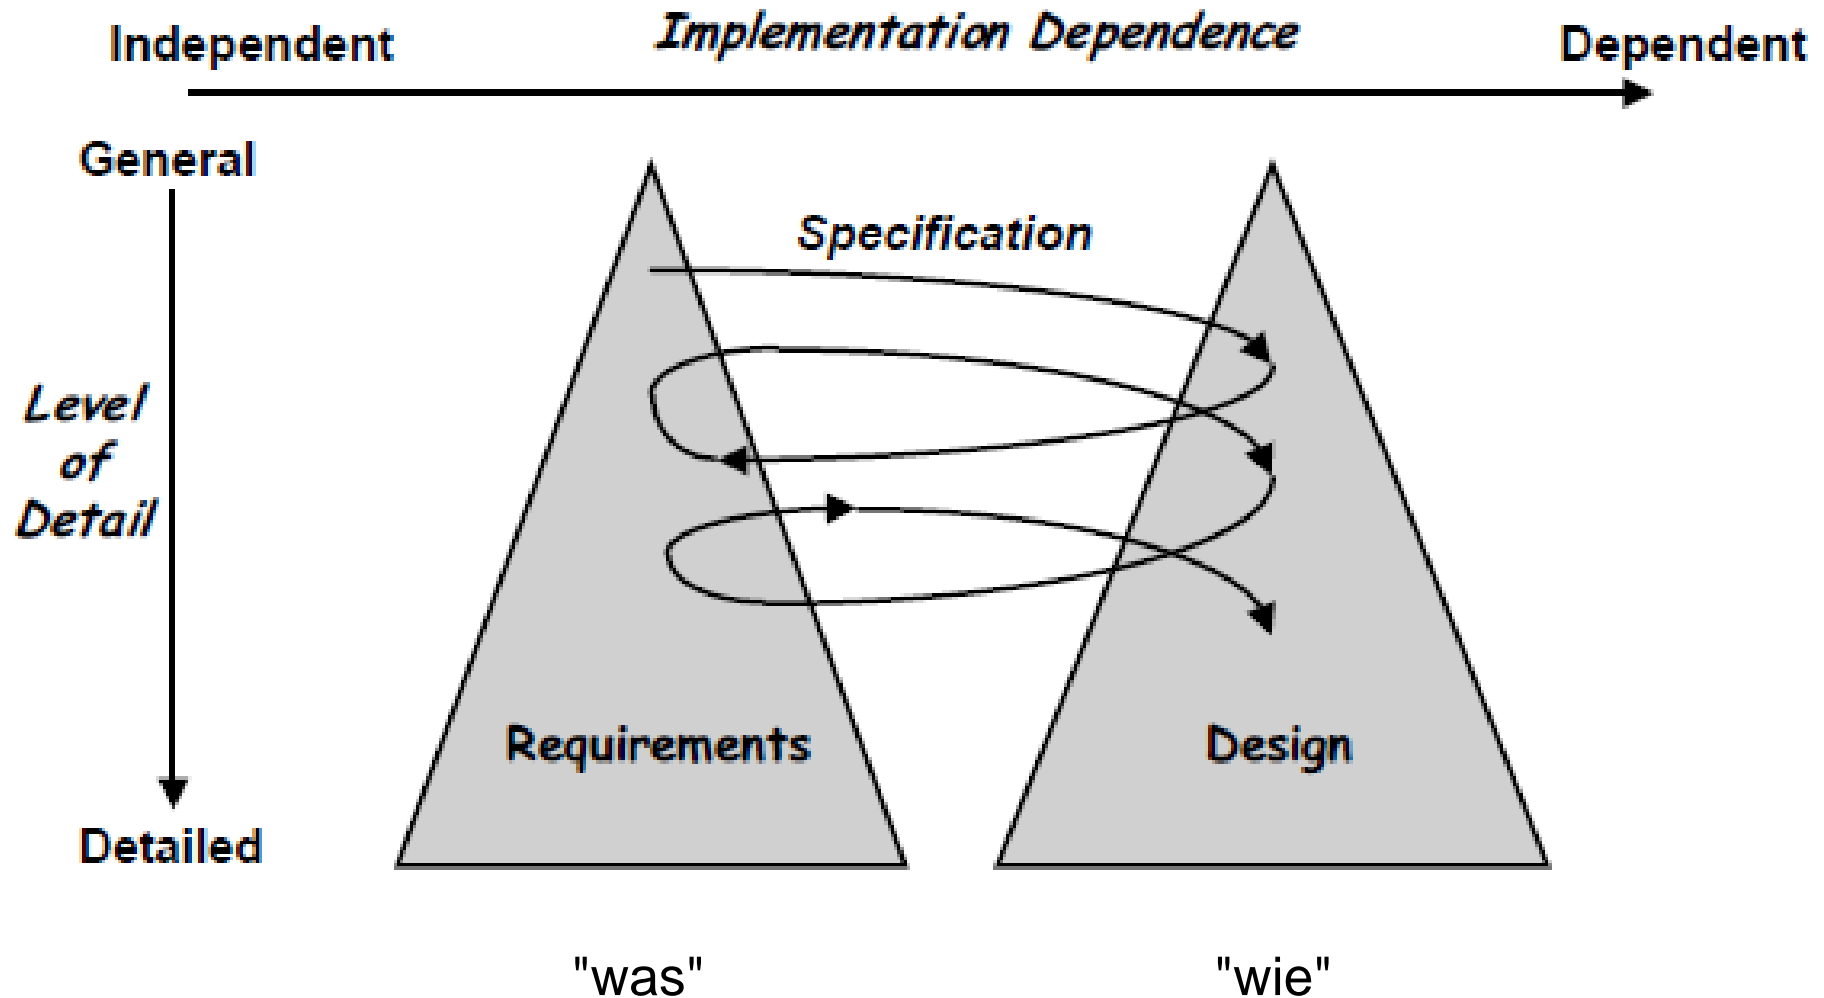 Independent
Implementation Dependence
Dependent
General
Specification
Level
of
Detail
Requirements
Design
Detailed
"was"
"wie"